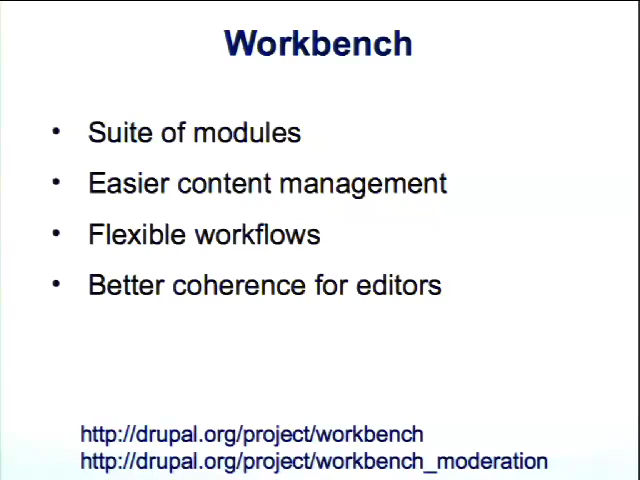 Workbench
• Suite of modules
• Easier content management
• Flexible workflows
• Better coherence for editors
http://drupal.org/project/workbench
http://drupal.org/project/workbench_moderation